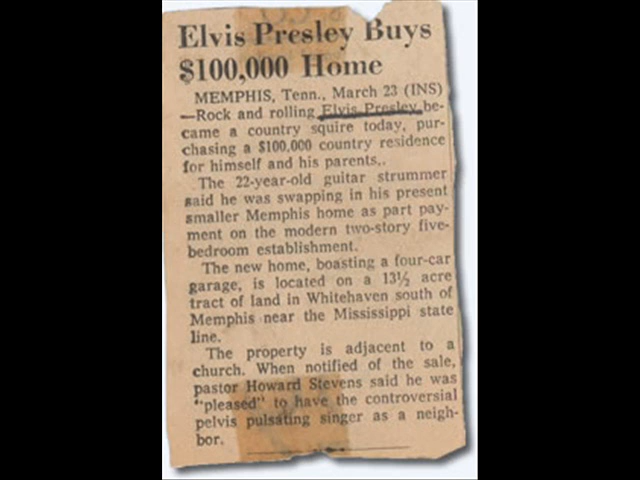 Elvis Presley Buys
$100,000 Home
MEMPHIS, Tenn., March 23 (INS)
—Rock and rolling Elvis Presley be-
came a country squire today, pur-
chasing a $100,000 country residence
for himself and his parents..
The 22-year-old guitar strummer
said he was swapping in his present
smaller Memphis home as part pay-
ment on the modern two-story five-
bedroom establishment.
The new home, boasting a four-car
garage, is located on a 13½ acre
tract of land in Whitehaven south of
Memphis near the Mississippi state
line.
The property is adjacent to a
church. When notified of the sale,
pastor Howard Stevens said he was
"pleased" to have the controversial
pelvis pulsating singer as a neigh-
bor.